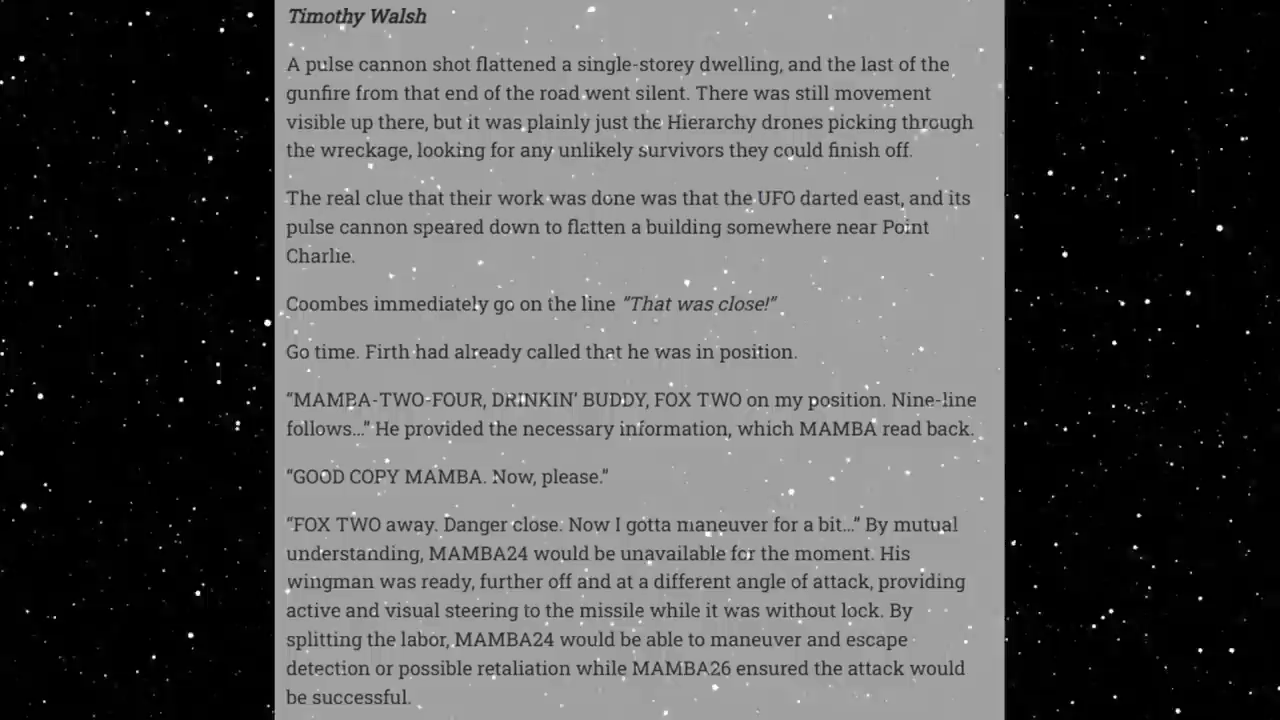 Timothy Walsh
A pulse cannon shot flattened a single-storey dwelling, and the last of the
gunfire from that end of the road went silent. There was still movement
visible up there, but it was plainly just the Hierarchy drones picking through
the wreckage, looking for any unlikely survivors they could finish off.
The real clue that their work was done was that the UFO darted east, and its
pulse cannon speared down to flatten a building somewhere near Point
Charlie.
Coombes immediately go on the line “That was close!”
Go time. Firth had already called that he was in position.
“MAMBA-TWO-FOUR, DRINKIN’ BUDDY, FOX TWO on my position. Nine-line
follows…” He provided the necessary information, which MAMBA read back.
“GOOD COPY MAMBA. Now, please.”
“FOX TWO away. Danger close. Now I gotta maneuver for a bit…” By mutual
understanding, MAMBA24 would be unavailable for the moment. His
wingman was ready, further off and at a different angle of attack, providing
active and visual steering to the missile while it was without lock. By
splitting the labor, MAMBA24 would be able to maneuver and escape
detection or possible retaliation while MAMBA26 ensured the attack would
be successful.